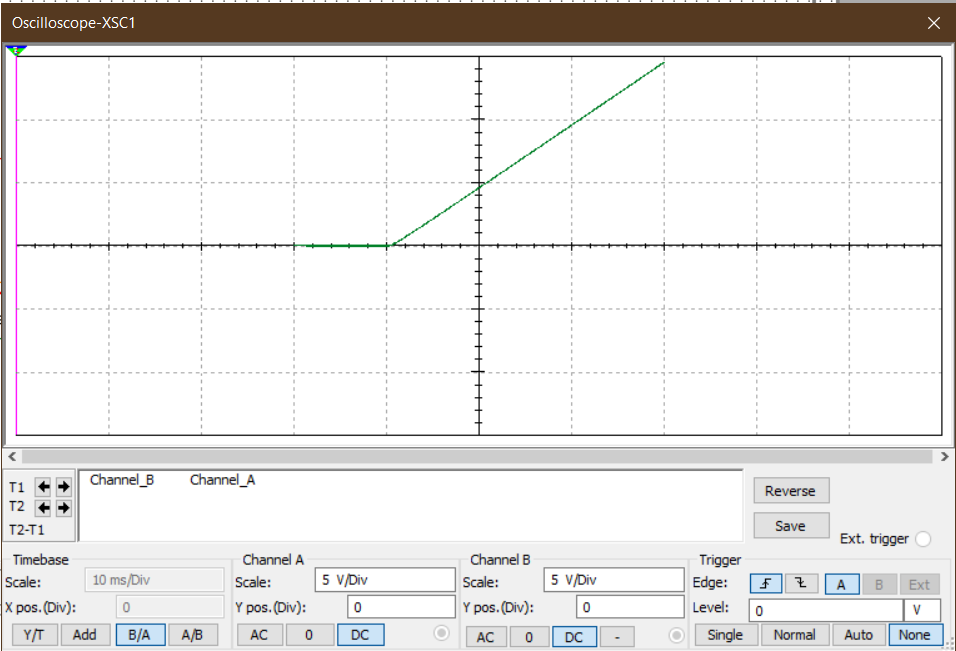 Oscilloscope-XSC1
T1
T2
T2-T1
Channel_B Channel_A
Reverse
Save
Ext. trigger
Timebase
Scale: 10 ms/Div
X pos.(Div): 0
Y/T Add B/A A/B
Channel A
Scale: 5 V/Div
Y pos.(Div): 0
AC 0 DC
Channel B
Scale: 5 V/Div
Y pos.(Div): 0
AC 0 DC -
Trigger
Edge: A B Ext
Level: 0 V
Single Normal Auto None